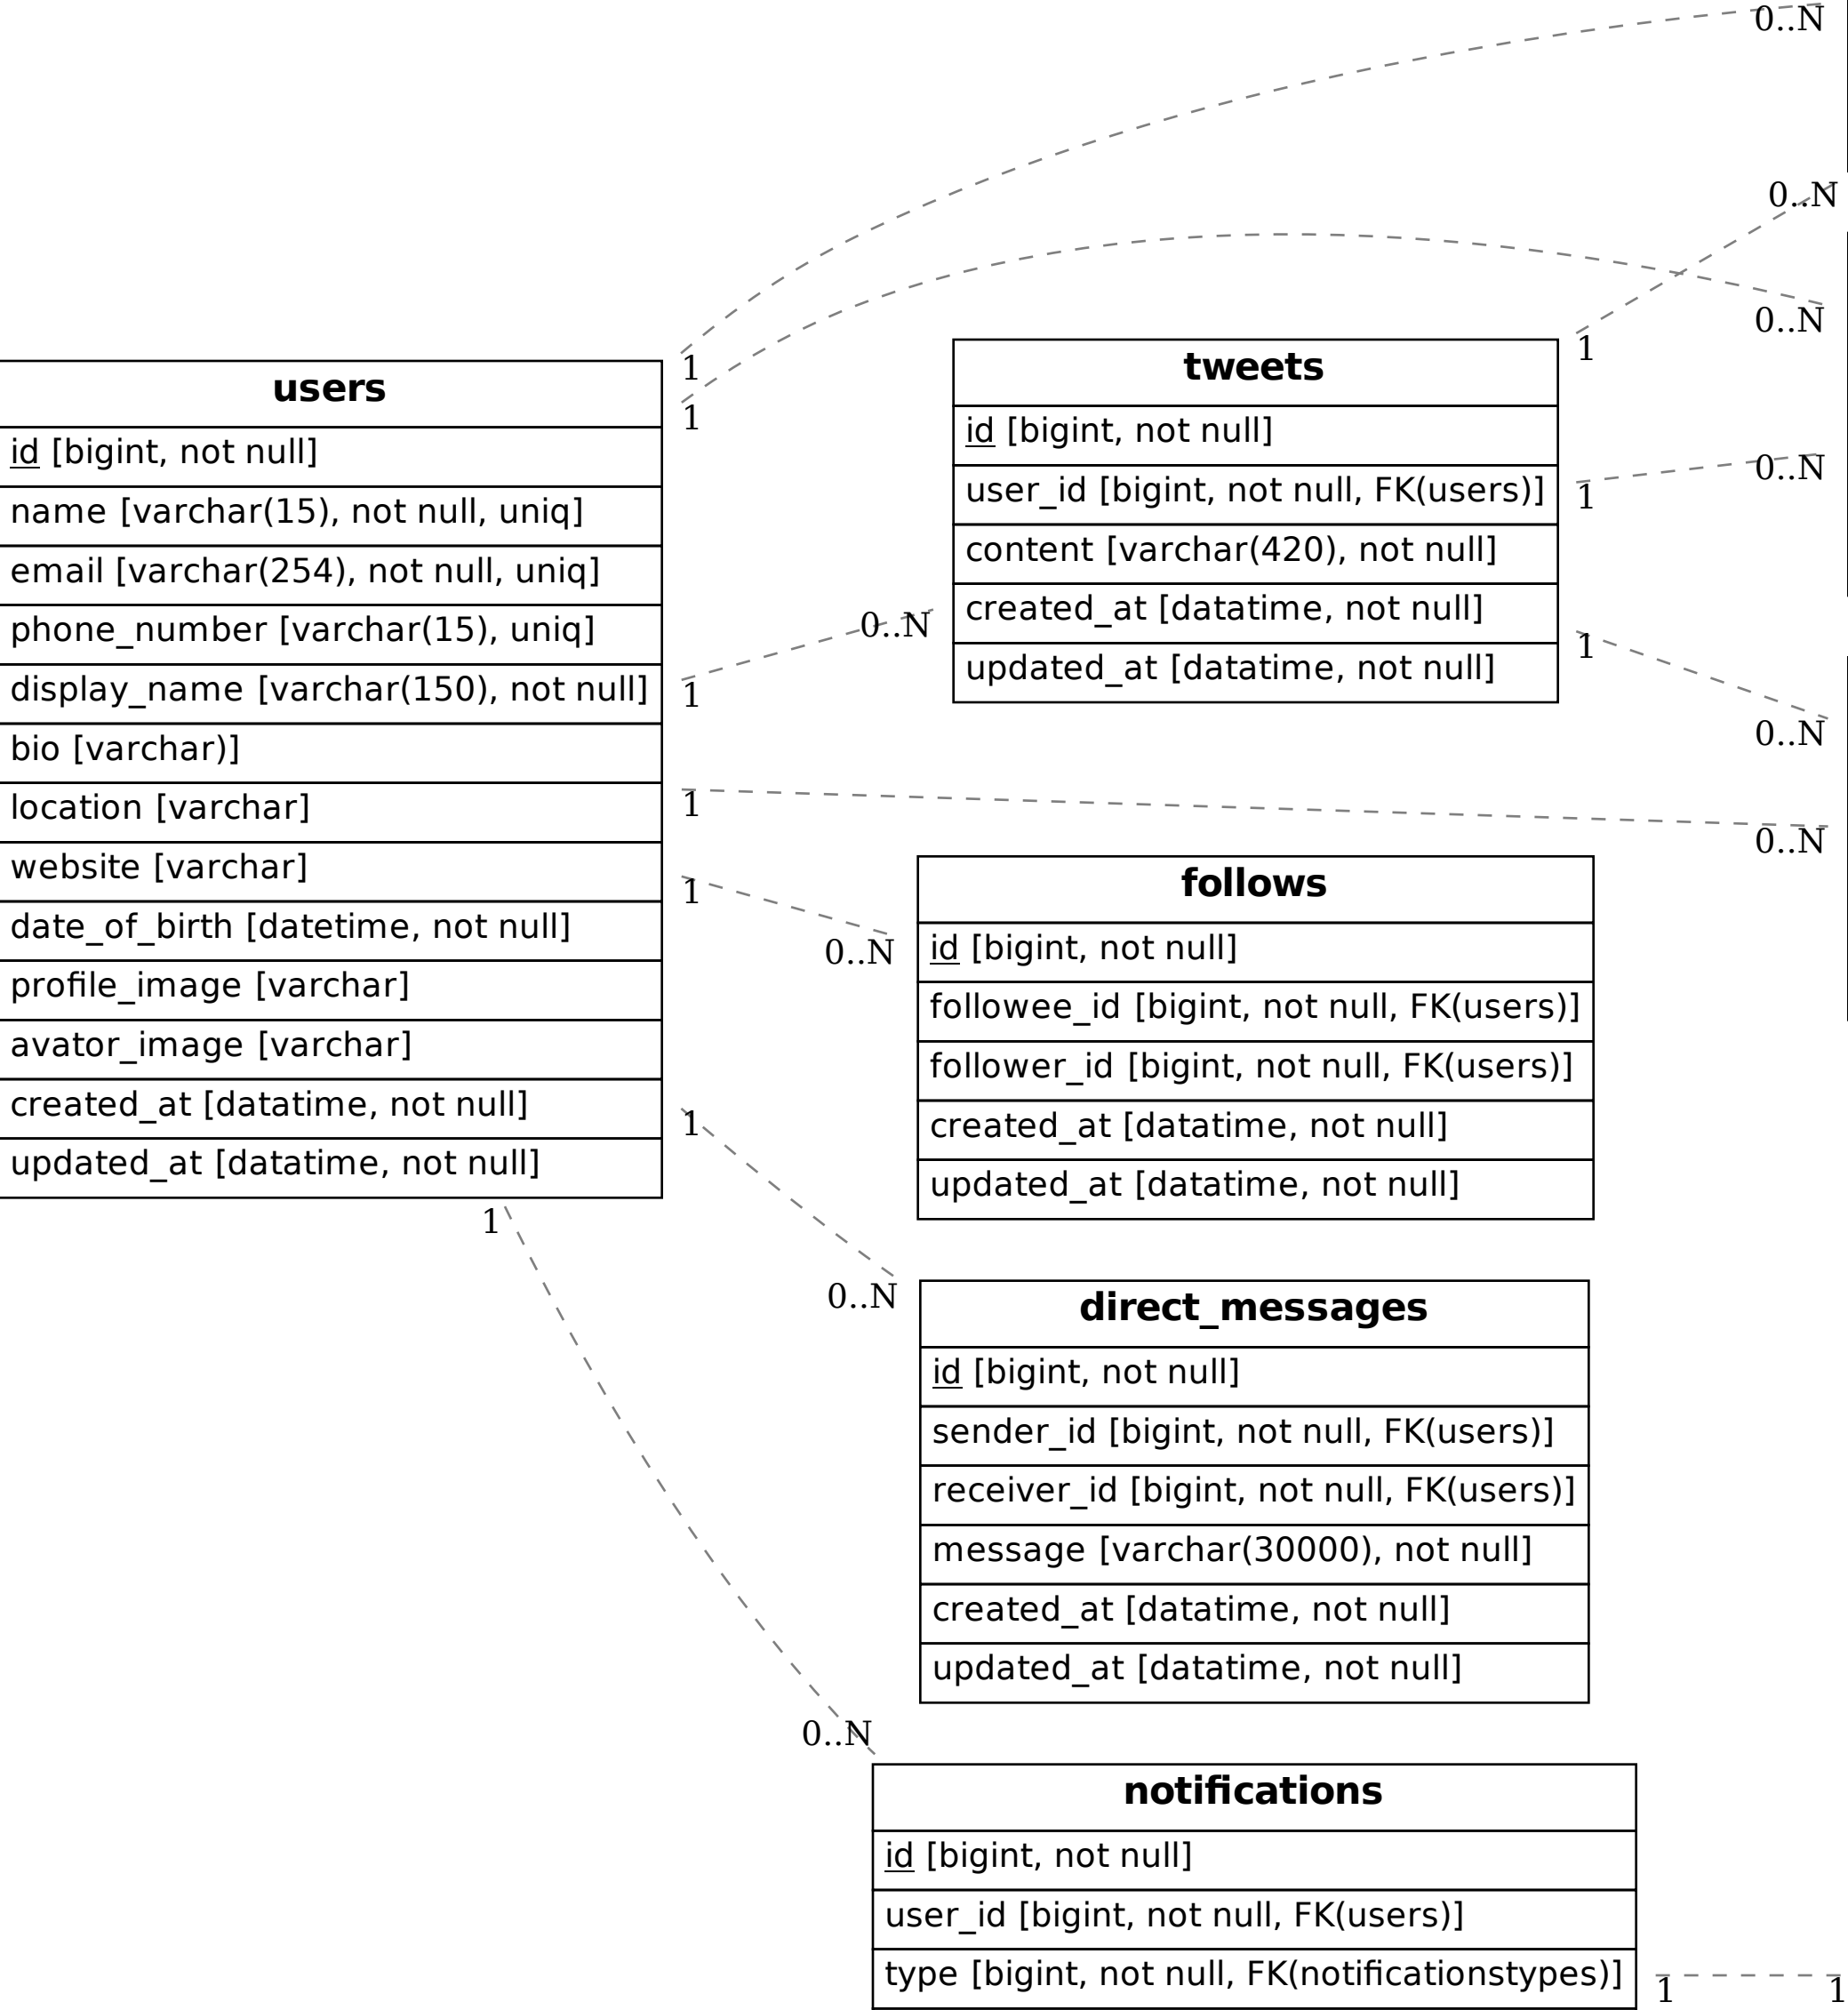 0..N
0..N
0..N
1
1
users
id [bigint, not null]
name [varchar(15), not null, uniq]
email [varchar(254), not null, uniq]
phone_number [varchar(15), uniq]
display_name [varchar(150), not null]
bio [varchar)]
location [varchar]
website [varchar]
date_of_birth [datetime, not null]
profile_image [varchar]
avator_image [varchar]
created_at [datatime, not null]
updated_at [datatime, not null]
1
0..N
1
0..N
1
0..N
1
0..N
1
0..N
tweets
id [bigint, not null]
user_id [bigint, not null, FK(users)]
content [varchar(420), not null]
created_at [datatime, not null]
updated_at [datatime, not null]
1
1
0..N
1
0..N
follows
id [bigint, not null]
followee_id [bigint, not null, FK(users)]
follower_id [bigint, not null, FK(users)]
created_at [datatime, not null]
updated_at [datatime, not null]
direct_messages
id [bigint, not null]
sender_id [bigint, not null, FK(users)]
receiver_id [bigint, not null, FK(users)]
message [varchar(30000), not null]
created_at [datatime, not null]
updated_at [datatime, not null]
1
0..N
notifications
id [bigint, not null]
user_id [bigint, not null, FK(users)]
type [bigint, not null, FK(notificationstypes)]
1
1